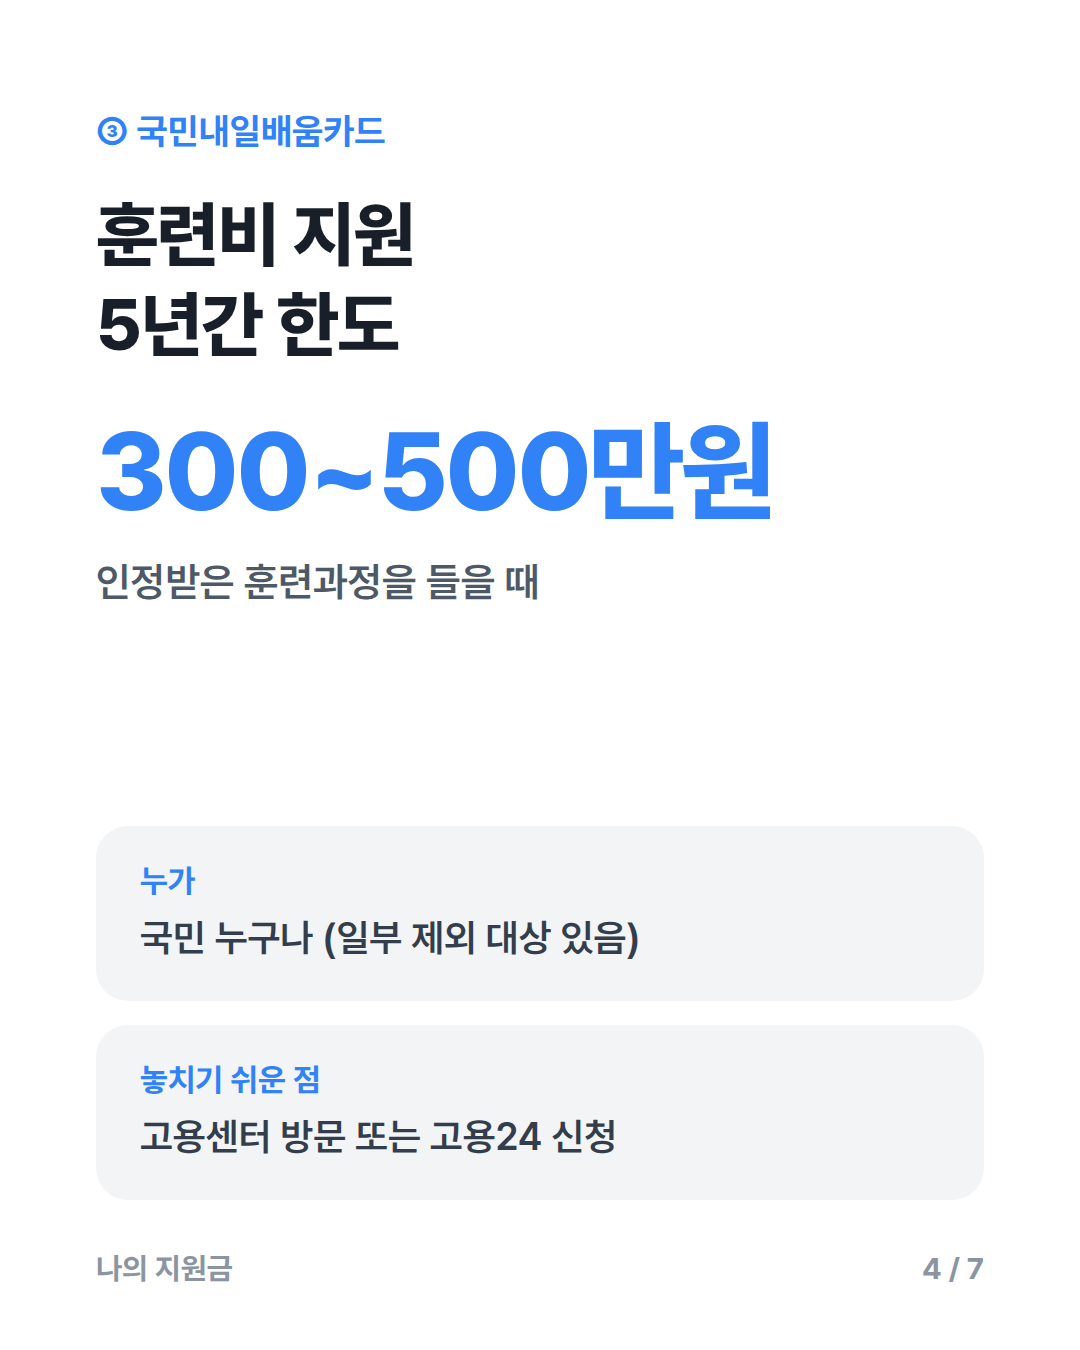 ③ 국민내일배움카드
훈련비 지원
5년간 한도
300~500만원
인정받은 훈련과정을 들을 때
누가
국민 누구나 (일부 제외 대상 있음)
놓치기 쉬운 점
고용센터 방문 또는 고용24 신청
나의 지원금
4 / 7